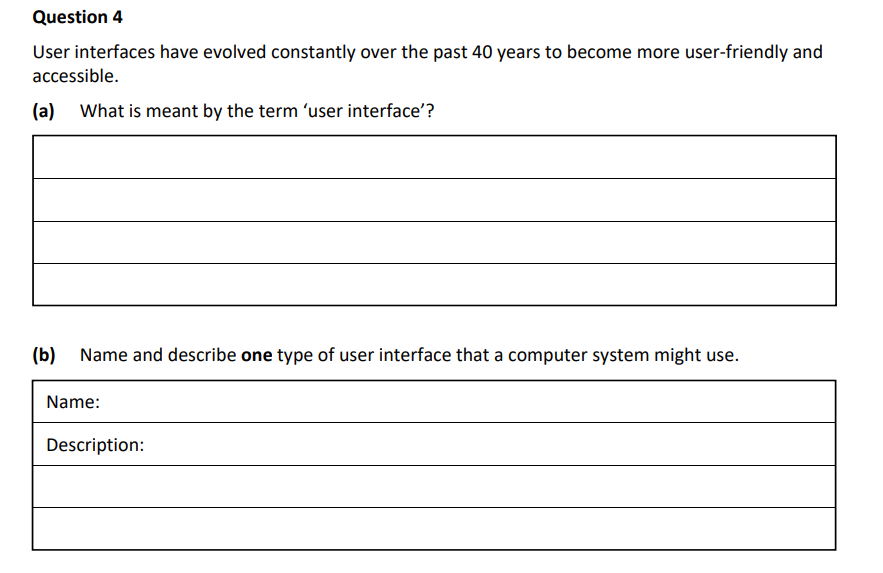 Question 4
User interfaces have evolved constantly over the past 40 years to become more user-friendly and
accessible.
(a) What is meant by the term ‘user interface’?
(b) Name and describe one type of user interface that a computer system might use.
Name:
Description: